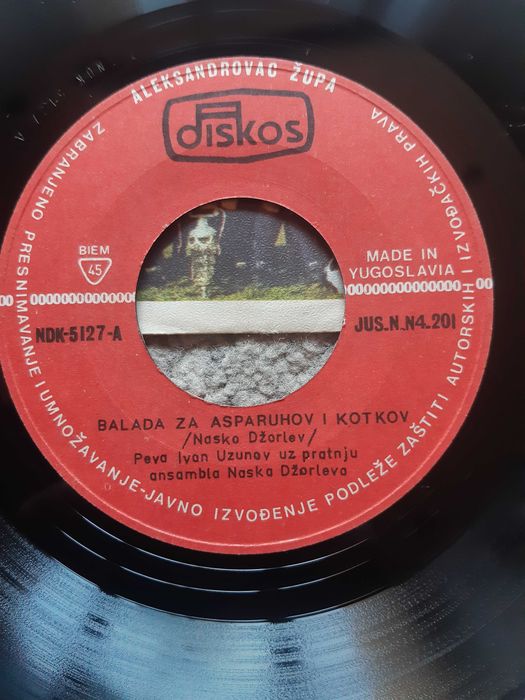 ALEKSANDROVAC ŽUPA
Diskos
BIEM
45
MADE IN
YUGOSLAVIA
NDK-5127-A
JUS.N.N4.201
BALADA ZA ASPARUHOV I KOTKOV
/Nasko Džorlev/
Peva Ivan Uzunov uz pratnju
ansambla Naska Džorleva
ZABRANJENO PRESNIMAVANJE I UMNOŽAVANJE-JAVNO IZVOĐENJE PODLEŽE ZAŠTITI AUTORSKIH I IZVOĐAČKIH PRAVA